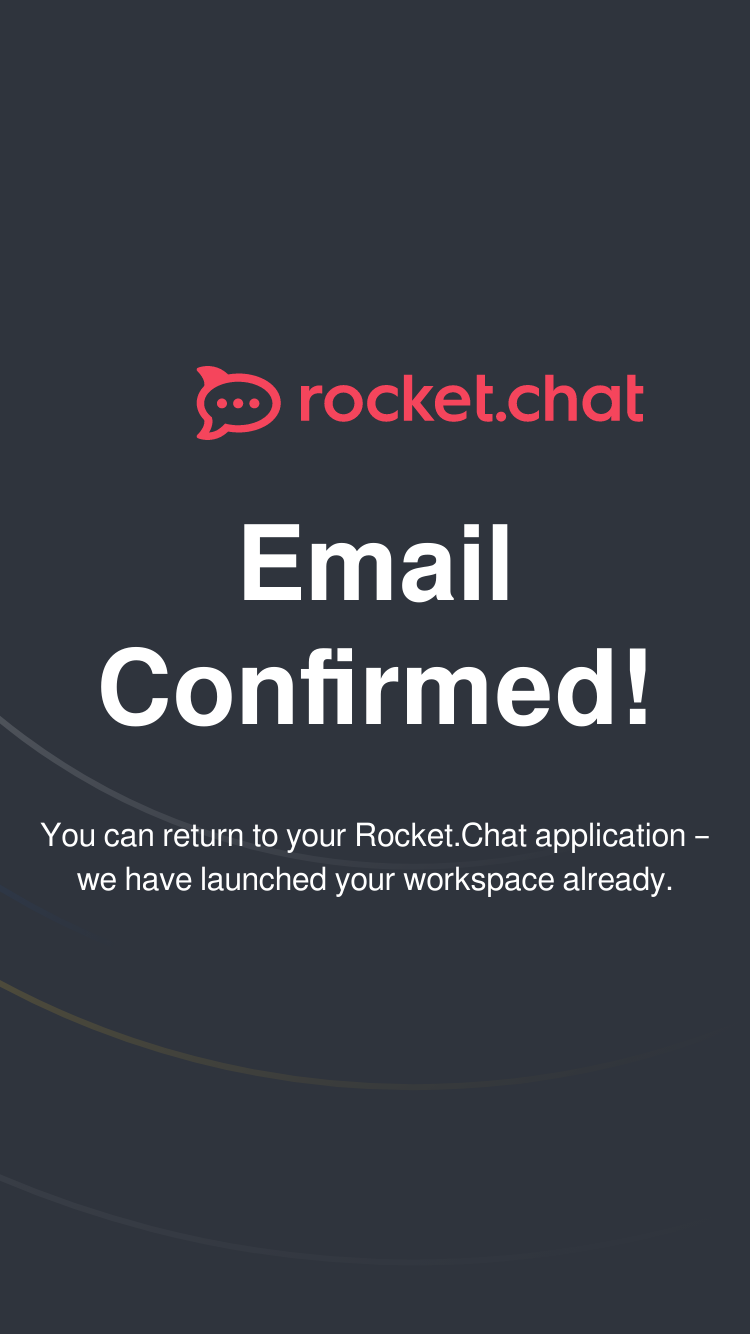 rocket.chat
Email
Confirmed!
You can return to your Rocket.Chat application –
we have launched your workspace already.